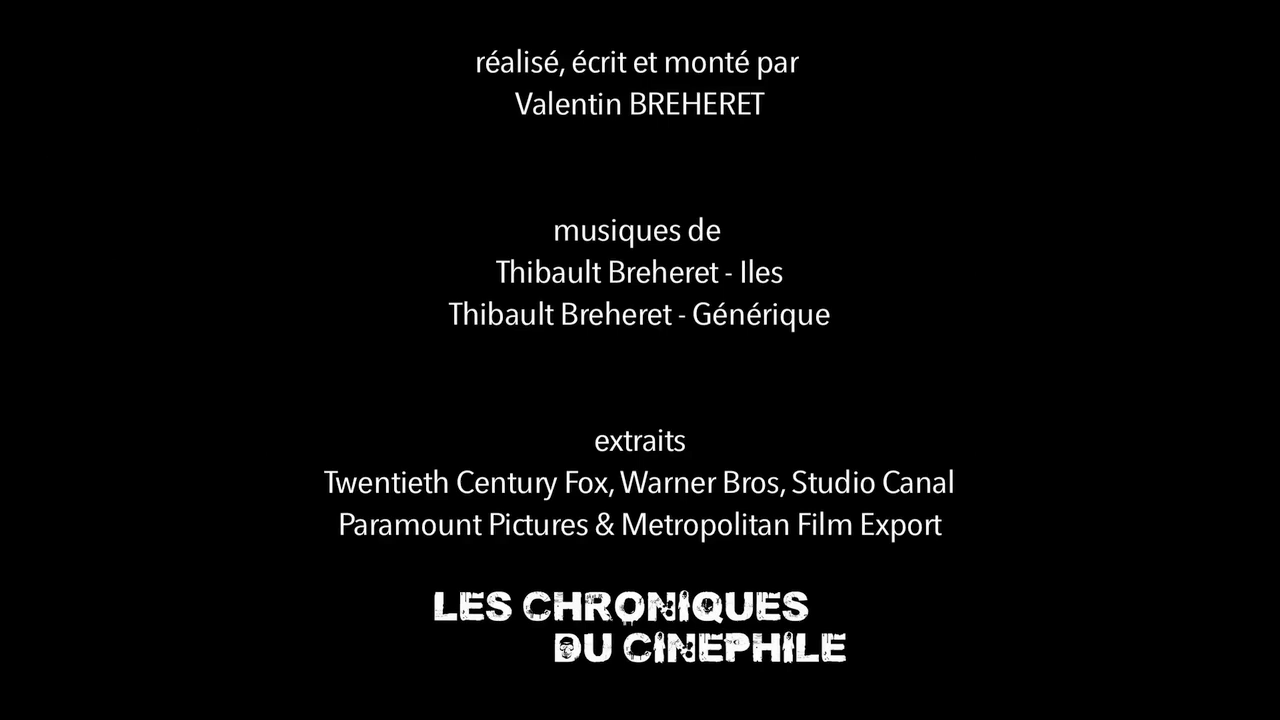 réalisé, écrit et monté par
Valentin BREHERET
musiques de
Thibault Breheret - Iles
Thibault Breheret - Générique
extraits
Twentieth Century Fox, Warner Bros, Studio Canal
Paramount Pictures & Metropolitan Film Export
LES CHRONIQUES
DU CINEPHILE